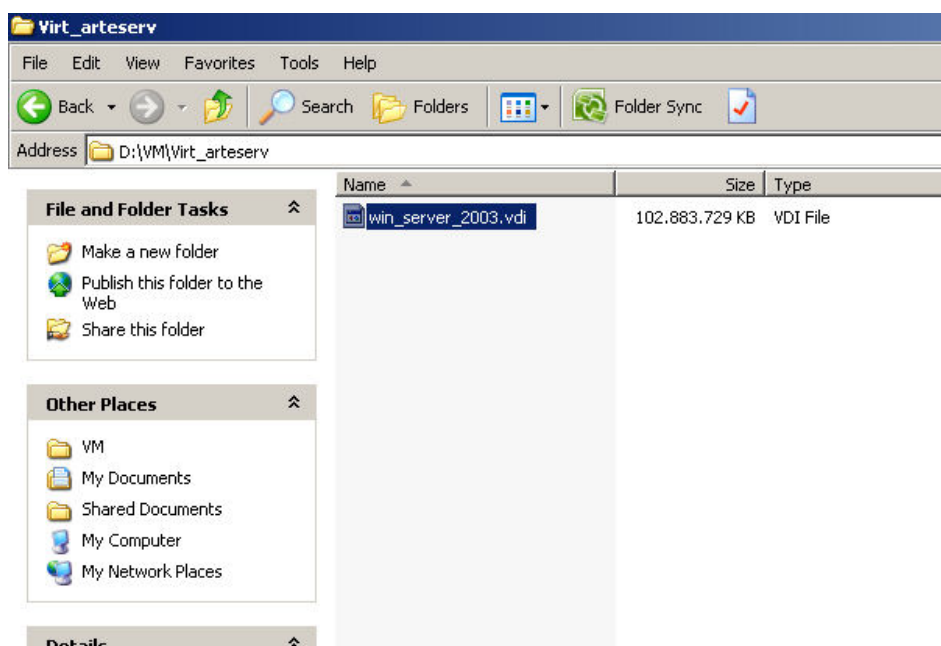 Virt_arteserv
File Edit View Favorites Tools Help
Back Search Folders Folder Sync
Address D:\VM\Virt_arteserv
Name Size Type
win_server_2003.vdi 102.883.729 KB VDI File
File and Folder Tasks
Make a new folder
Publish this folder to the
Web
Share this folder
Other Places
VM
My Documents
Shared Documents
My Computer
My Network Places
Details